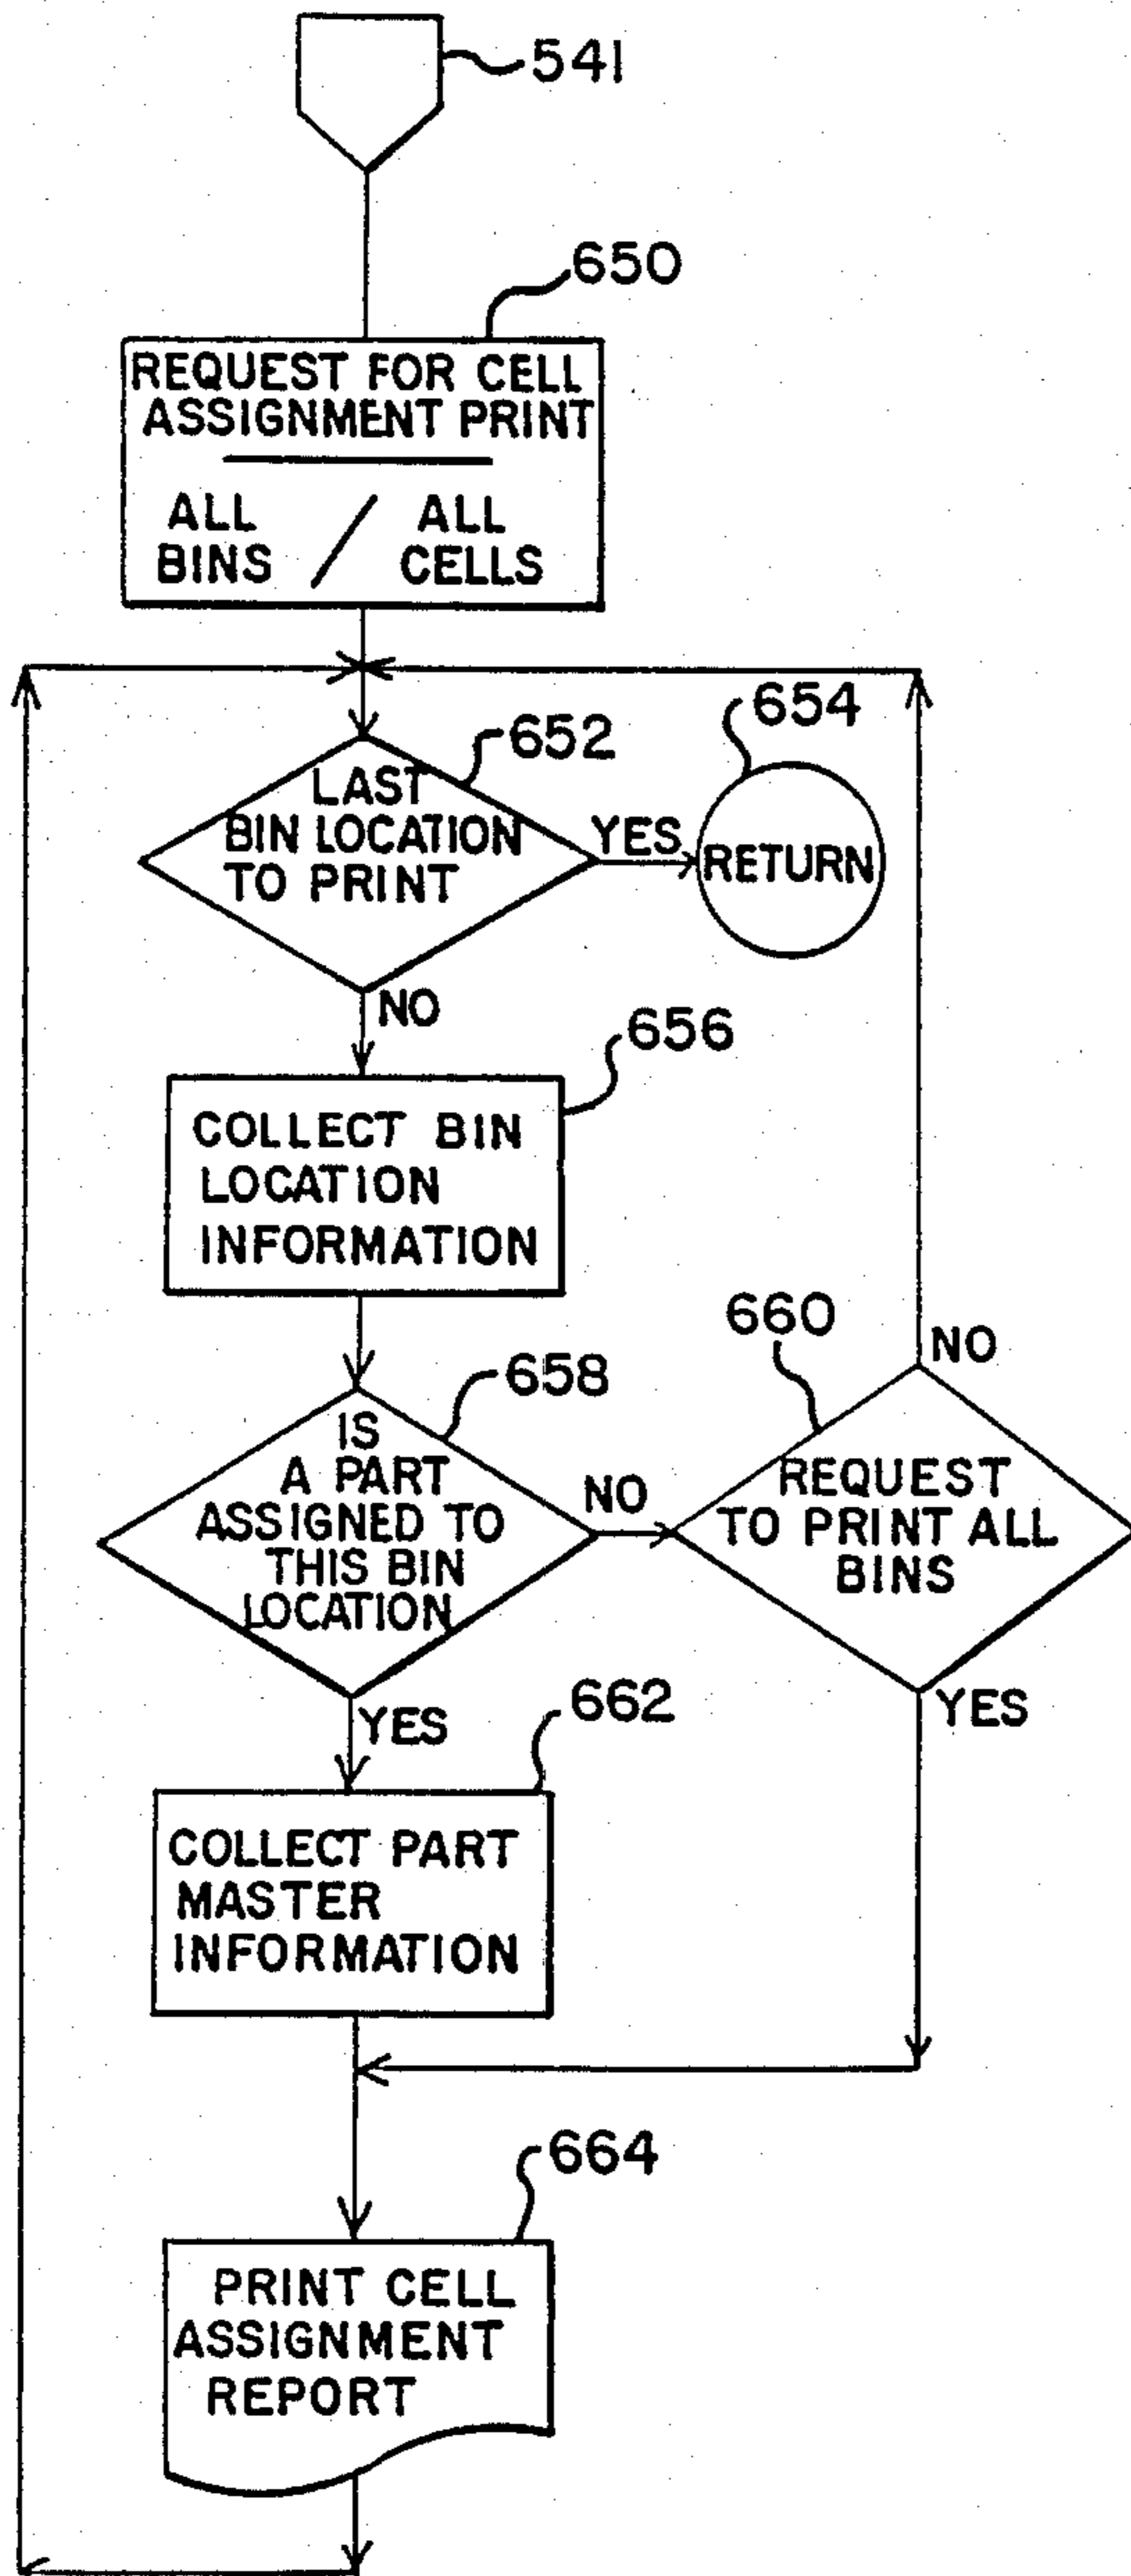 541
650
REQUEST FOR CELL
ASSIGNMENT PRINT
ALL / ALL
BINS CELLS
652
654
LAST
BIN LOCATION
TO PRINT
YES
RETURN
NO
656
COLLECT BIN
LOCATION
INFORMATION
658
660
NO
IS
A PART
ASSIGNED TO
THIS BIN
LOCATION
NO
REQUEST
TO PRINT ALL
BINS
YES
662
YES
COLLECT PART
MASTER
INFORMATION
664
PRINT CELL
ASSIGNMENT
REPORT